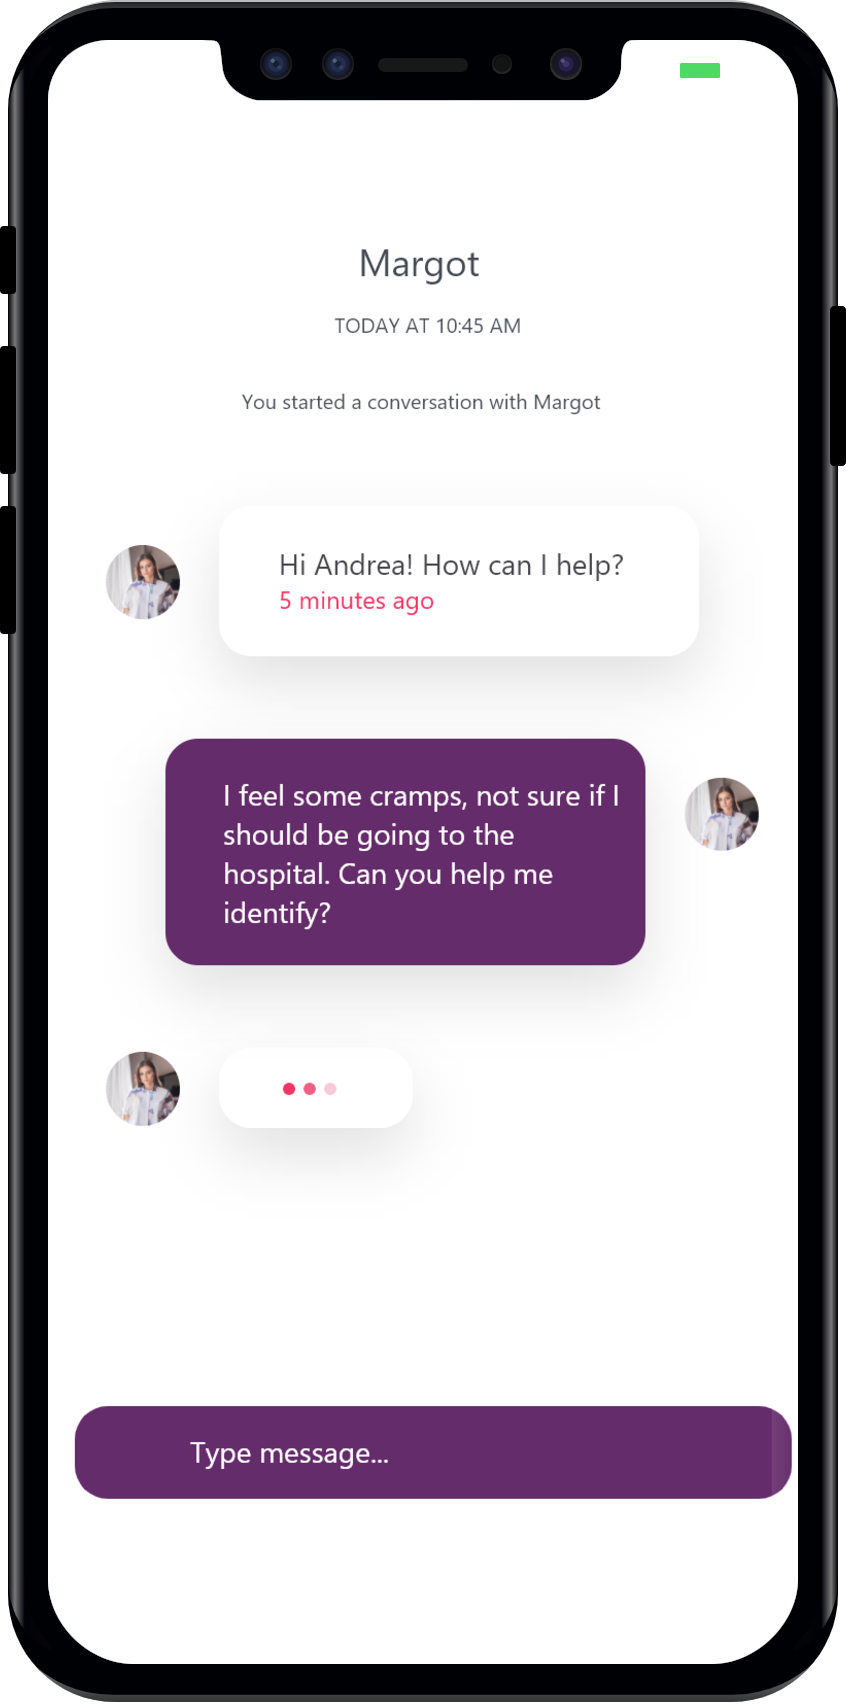 Margot
TODAY AT 10:45 AM
You started a conversation with Margot
Hi Andrea! How can I help?
5 minutes ago
I feel some cramps, not sure if I
should be going to the
hospital. Can you help me
identify?
Type message...